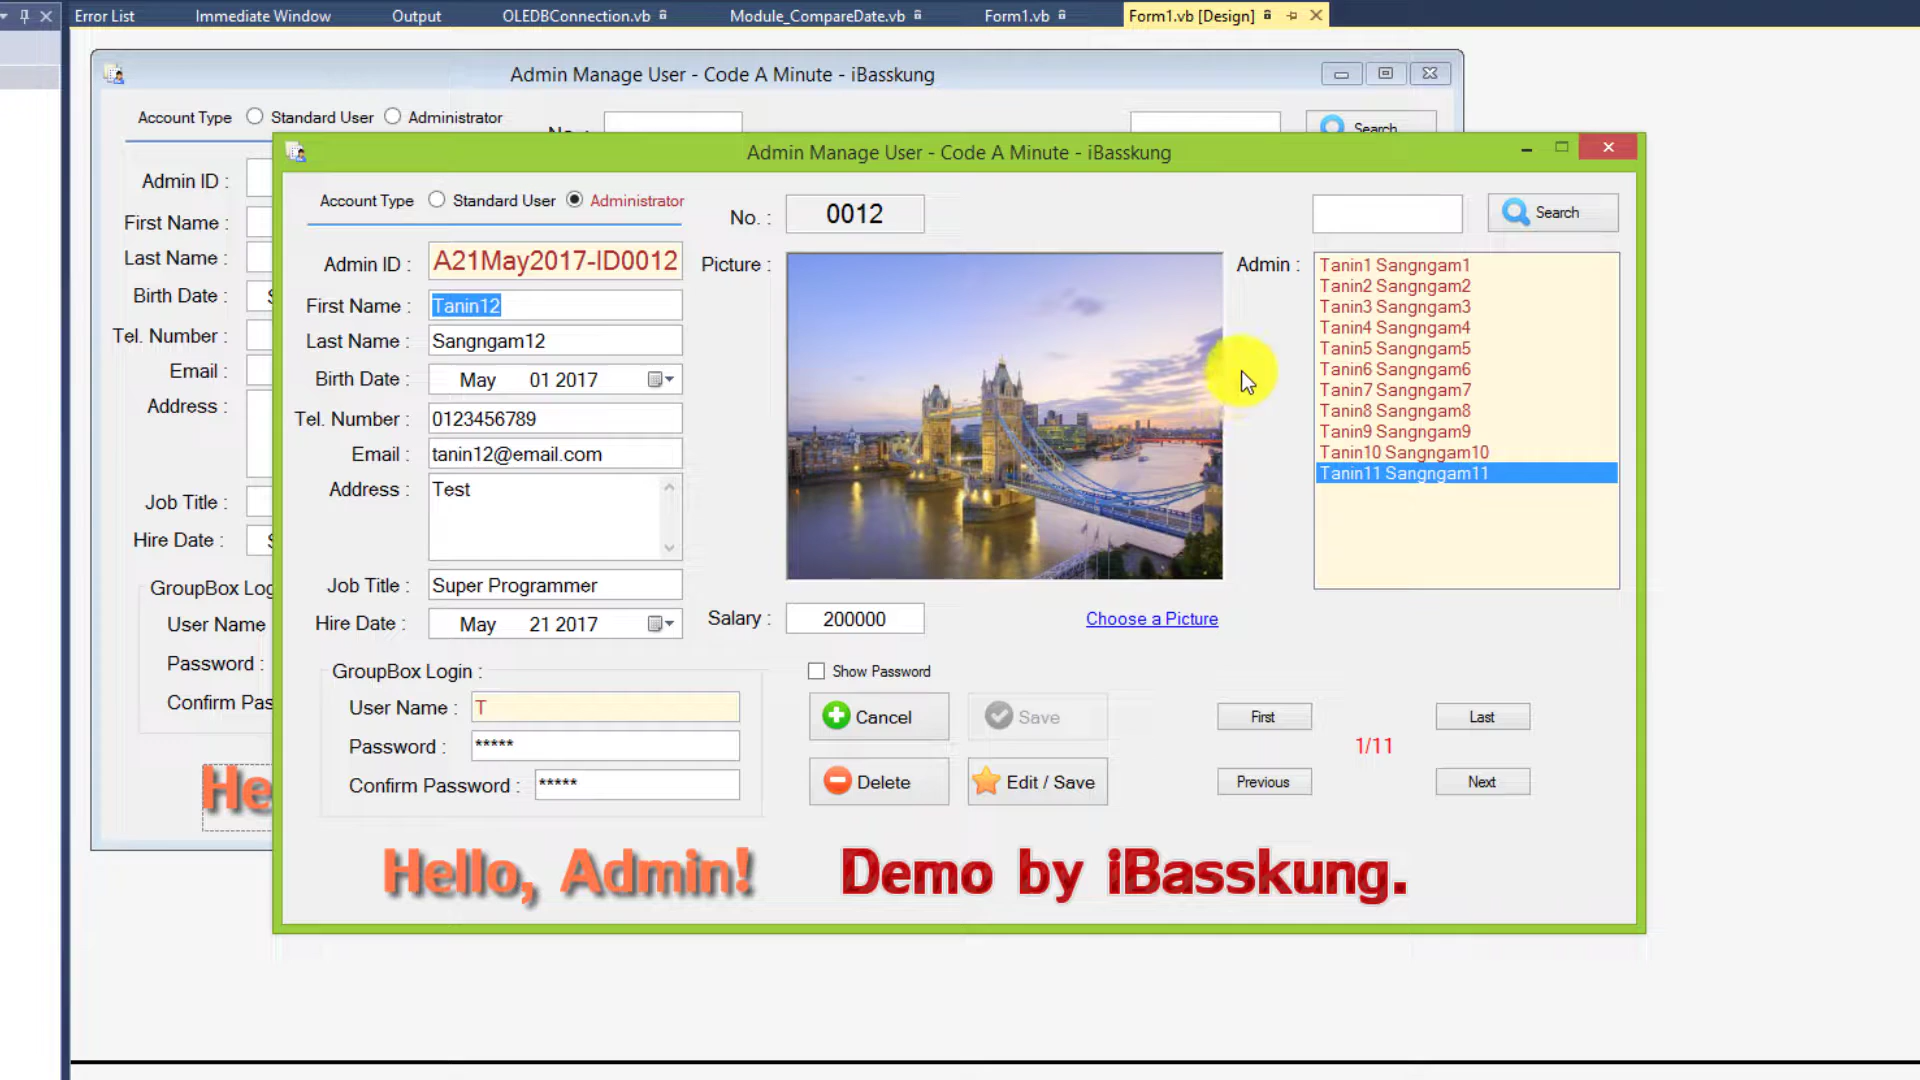 Error List Immediate Window Output OLEDBConnection.vb Module_CompareDate.vb Form1.vb Form1.vb [Design]
Admin Manage User - Code A Minute - iBasskung
Account Type Standard User Administrator
Search
Admin ID :
First Name :
Last Name :
Birth Date :
Tel. Number :
Email :
Address :
Job Title :
Hire Date :
User Name
Password :
Admin Manage User - Code A Minute - iBasskung
Account Type Standard User Administrator
No. : 0012
Search
Admin ID : A21May2017-ID0012
Picture :
Admin :
First Name : Tanin12
Last Name : Sangngam12
Birth Date : May 01 2017
Tel. Number : 0123456789
Email : tanin12@email.com
Address : Test
Job Title : Super Programmer
Hire Date : May 21 2017
Tanin1 Sangngam1
Tanin2 Sangngam2
Tanin3 Sangngam3
Tanin4 Sangngam4
Tanin5 Sangngam5
Tanin6 Sangngam6
Tanin7 Sangngam7
Tanin8 Sangngam8
Tanin9 Sangngam9
Tanin10 Sangngam10
Tanin11 Sangngam11
Salary : 200000
Choose a Picture
GroupBox Login :
User Name : T
Password : *****
Confirm Password : *****
Show Password
Cancel Save
Delete Edit / Save
First Last
1/11
Previous Next
Hello, Admin!
Demo by iBasskung.